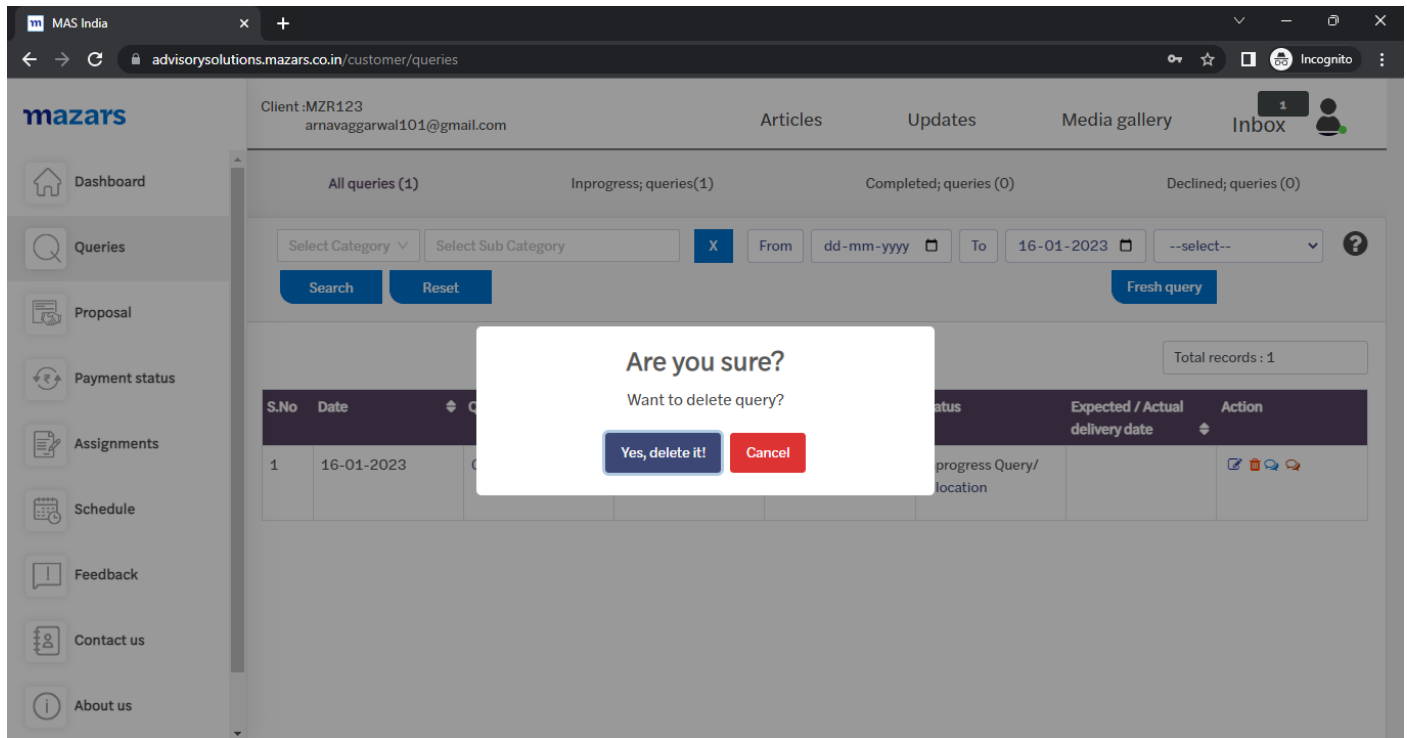 MAS India
advisorysolutions.mazars.co.in/customer/queries
Incognito
mazars
Client :MZR123
arnavaggarwal101@gmail.com
Articles
Updates
Media gallery
1
Inbox
Dashboard
Queries
Proposal
Payment status
Assignments
Schedule
Feedback
Contact us
About us
All queries (1)
Inprogress; queries(1)
Completed; queries (0)
Declined; queries (0)
Select Category
Select Sub Category
X
From
dd-mm-yyyy
To
16-01-2023
--select--
Search
Reset
Fresh query
Total records : 1
S.No
Date
Expected / Actual
delivery date
Action
1
16-01-2023
progress Query/
location
Are you sure?
Want to delete query?
Yes, delete it!
Cancel